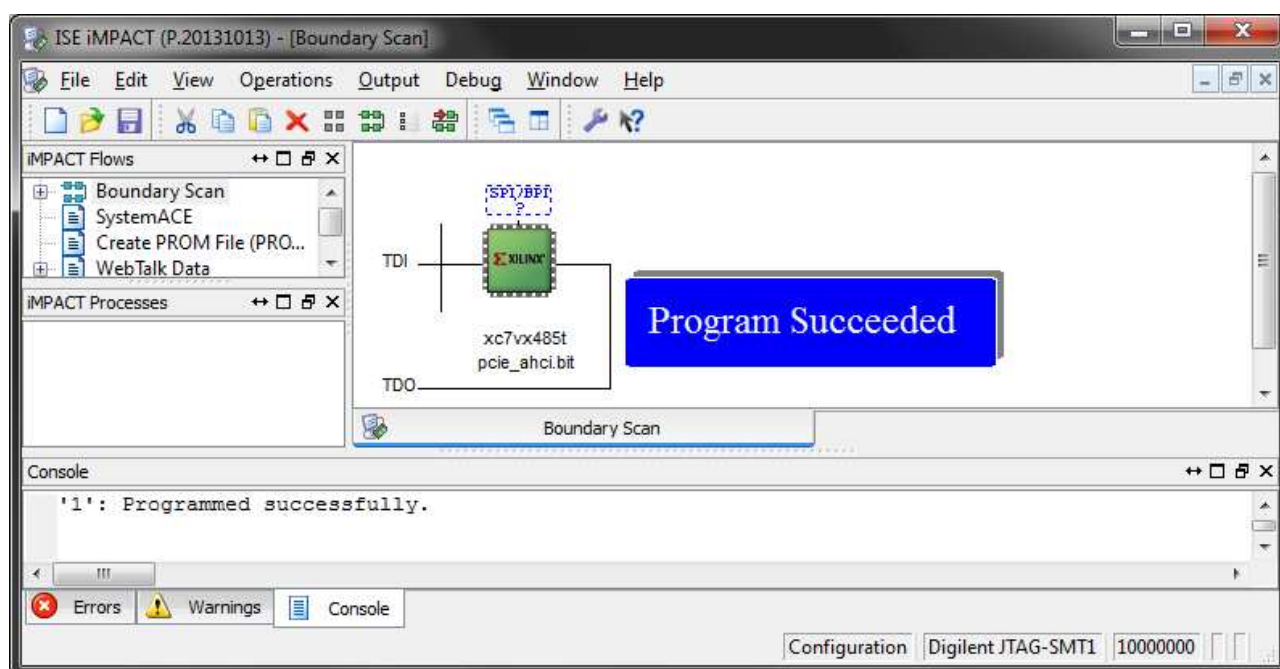 ISE iMPACT (P.20131013) - [Boundary Scan]
File Edit View Operations Output Debug Window Help
iMPACT Flows
Boundary Scan
SystemACE
Create PROM File (PRO...
WebTalk Data
iMPACT Processes
SPI/BPI
?
TDI
XILINX
xc7vx485t
pcie_ahci.bit
TDO
Program Succeeded
Boundary Scan
Console
'1': Programmed successfully.
Errors Warnings Console
Configuration Digilent JTAG-SMT1 10000000